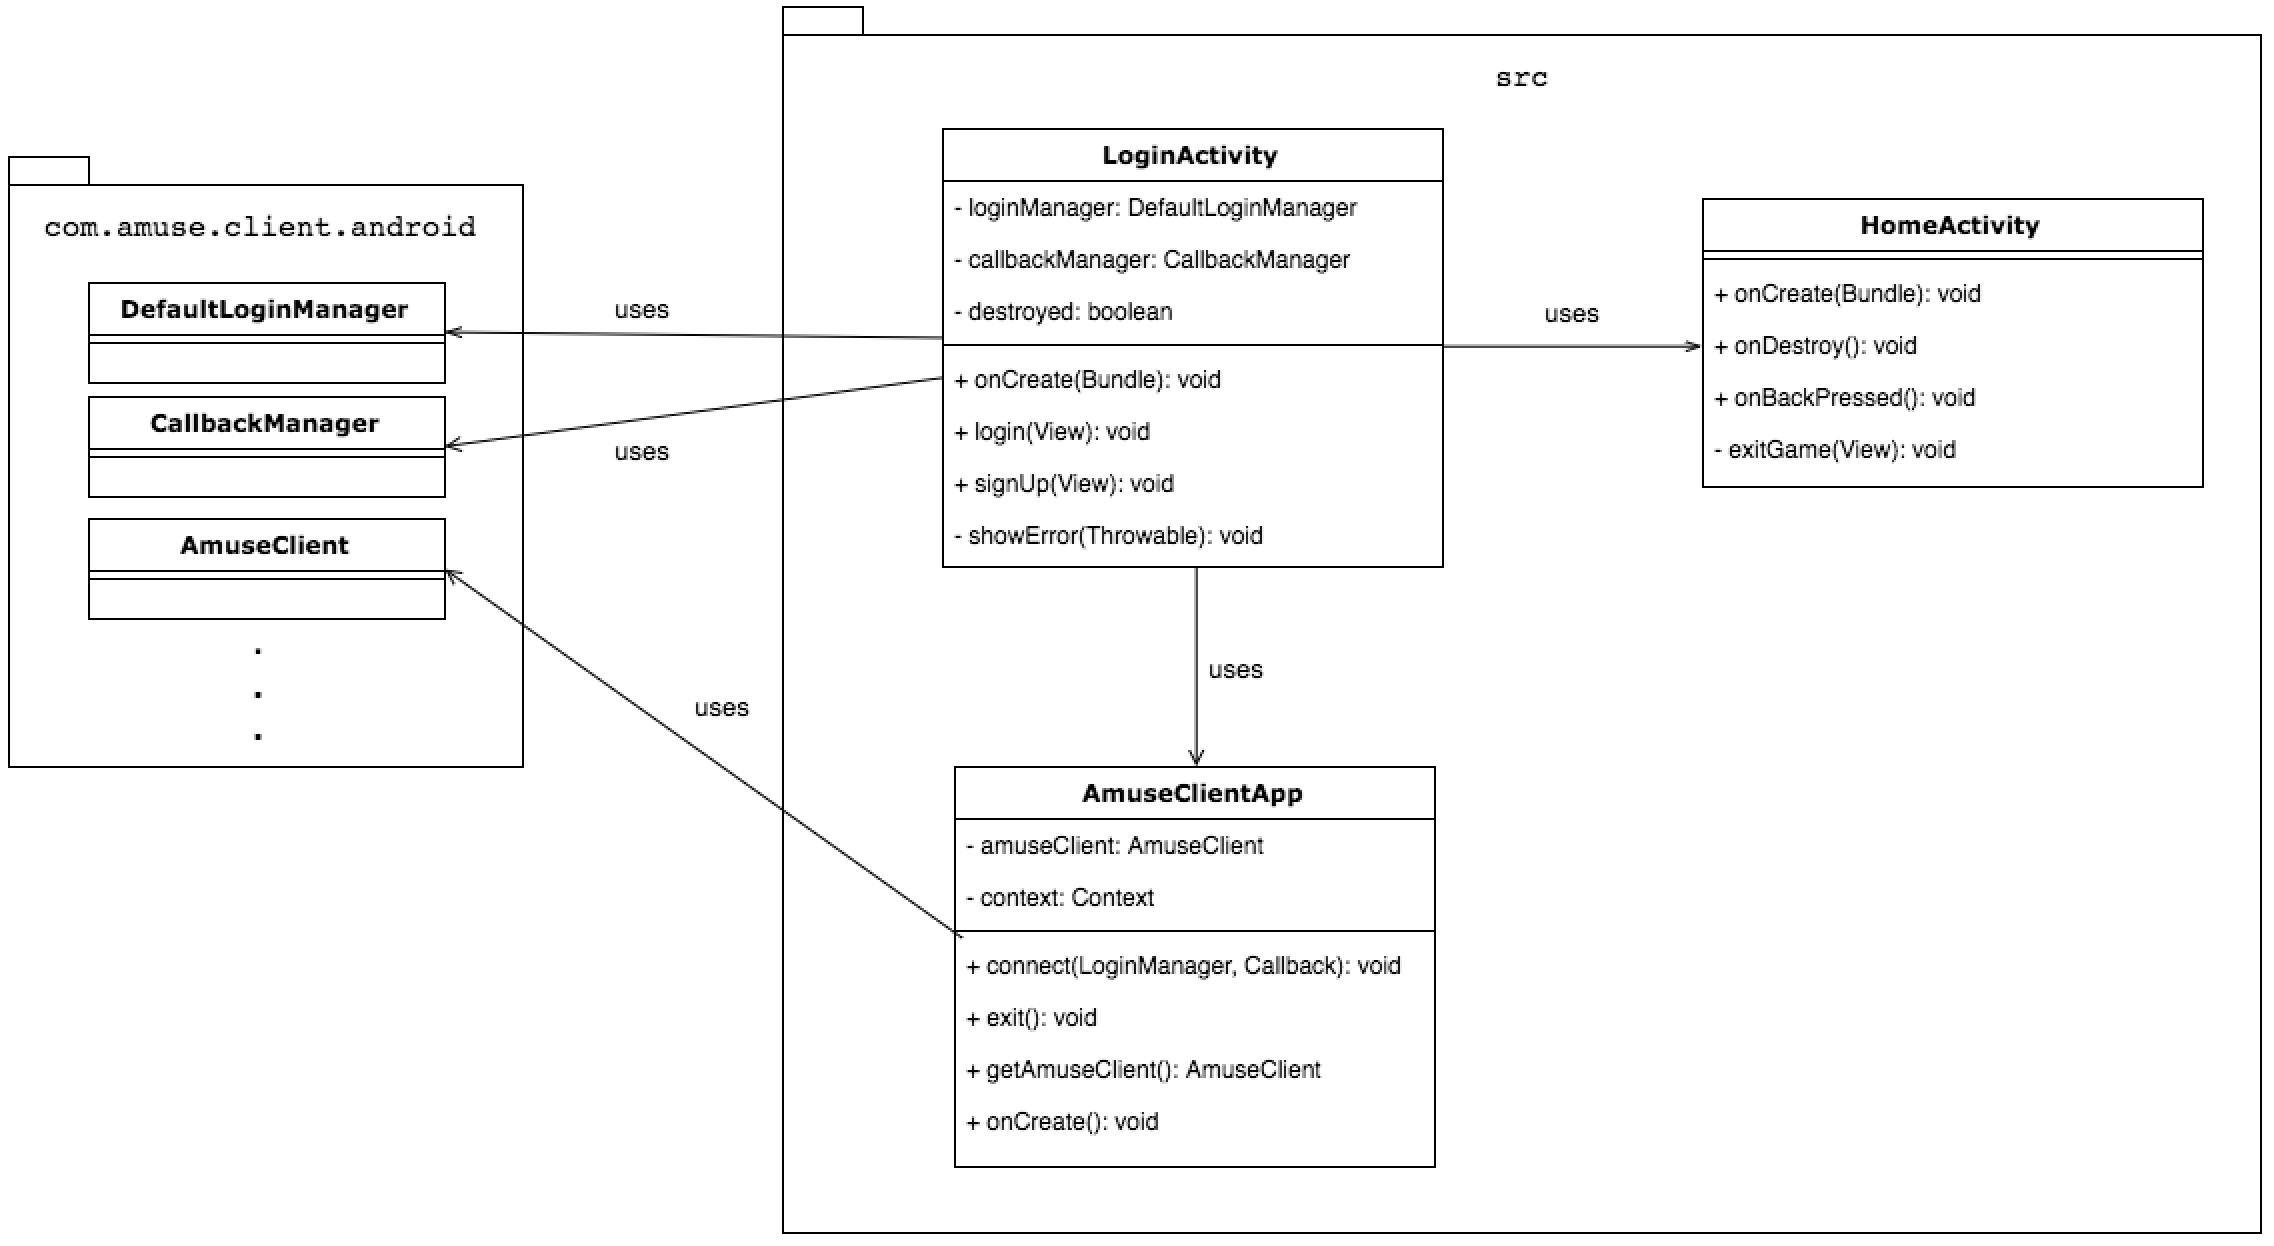 src
com.amuse.client.android
DefaultLoginManager
CallbackManager
AmuseClient
.
.
.
uses
uses
uses
LoginActivity
- loginManager: DefaultLoginManager
- callbackManager: CallbackManager
- destroyed: boolean
+ onCreate(Bundle): void
+ login(View): void
+ signUp(View): void
- showError(Throwable): void
uses
HomeActivity
+ onCreate(Bundle): void
+ onDestroy(): void
+ onBackPressed(): void
- exitGame(View): void
uses
AmuseClientApp
- amuseClient: AmuseClient
- context: Context
+ connect(LoginManager, Callback): void
+ exit(): void
+ getAmuseClient(): AmuseClient
+ onCreate(): void